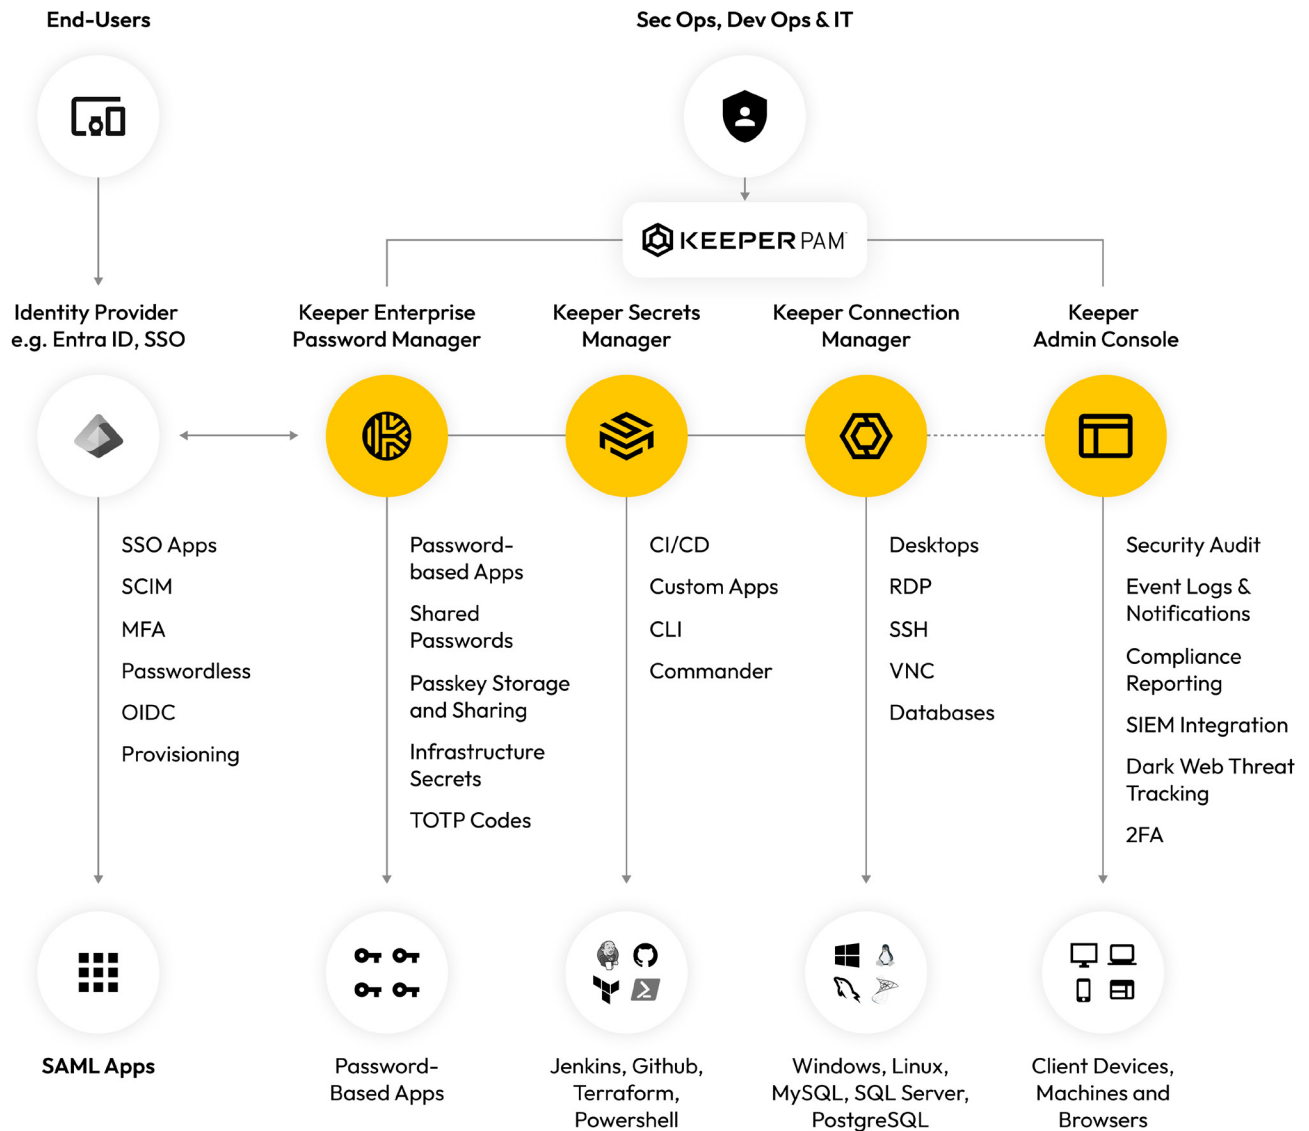 End-Users
Sec Ops, Dev Ops & IT
KEEPER PAM
Identity Provider
e.g. Entra ID, SSO
Keeper Enterprise
Password Manager
Keeper Secrets
Manager
Keeper Connection
Manager
Keeper
Admin Console
SSO Apps
SCIM
MFA
Passwordless
OIDC
Provisioning
Password-
based Apps
Shared
Passwords
Passkey Storage
and Sharing
Infrastructure
Secrets
TOTP Codes
CI/CD
Custom Apps
CLI
Commander
Desktops
RDP
SSH
VNC
Databases
Security Audit
Event Logs &
Notifications
Compliance
Reporting
SIEM Integration
Dark Web Threat
Tracking
2FA
SAML Apps
Password-
Based Apps
Jenkins, Github,
Terraform,
Powershell
Windows, Linux,
MySQL, SQL Server,
PostgreSQL
Client Devices,
Machines and
Browsers